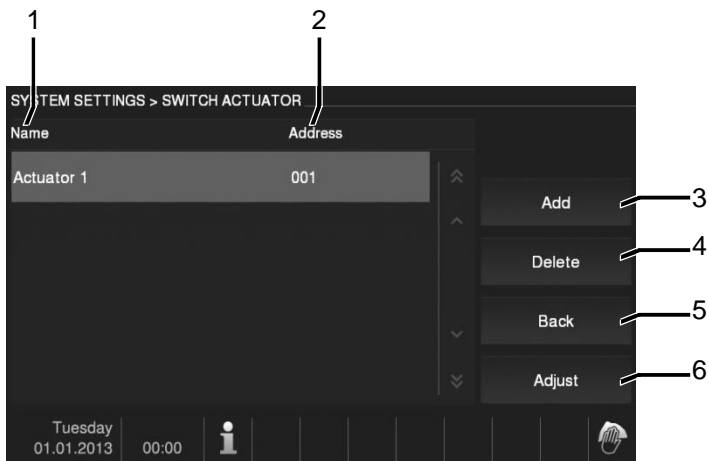 1 2
SYSTEM SETTINGS > SWITCH ACTUATOR
Name Address
Actuator 1 001
Add 3
Delete 4
Back 5
Adjust 6
Tuesday
01.01.2013 00:00